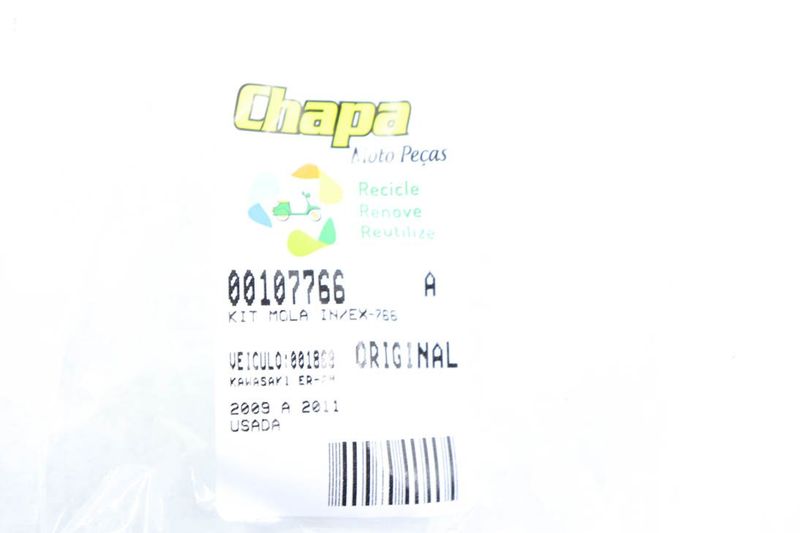 Chapa
Moto Peças
Recicle
Renove
Reutilize
00107766 A
KIT MOLA IN/EX-766
ORIGINAL
KAWASAKI
2009 A 2011
USADA